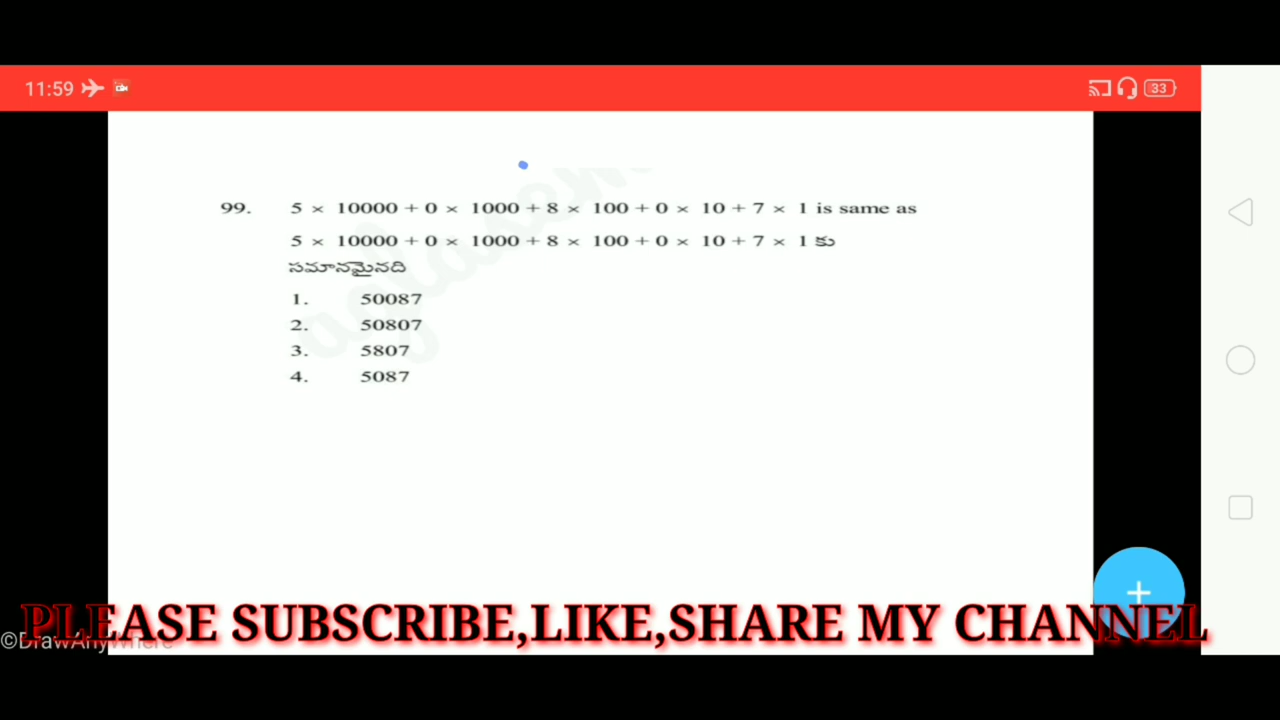 11:59
33
99. 5 × 10000 + 0 × 1000 + 8 × 100 + 0 × 10 + 7 × 1 is same as
5 × 10000 + 0 × 1000 + 8 × 100 + 0 × 10 + 7 × 1 కు
సమానమైనది
1. 50087
2. 50807
3. 5807
4. 5087
+
PLEASE SUBSCRIBE,LIKE,SHARE MY CHANNEL
©DrawAnyWhere